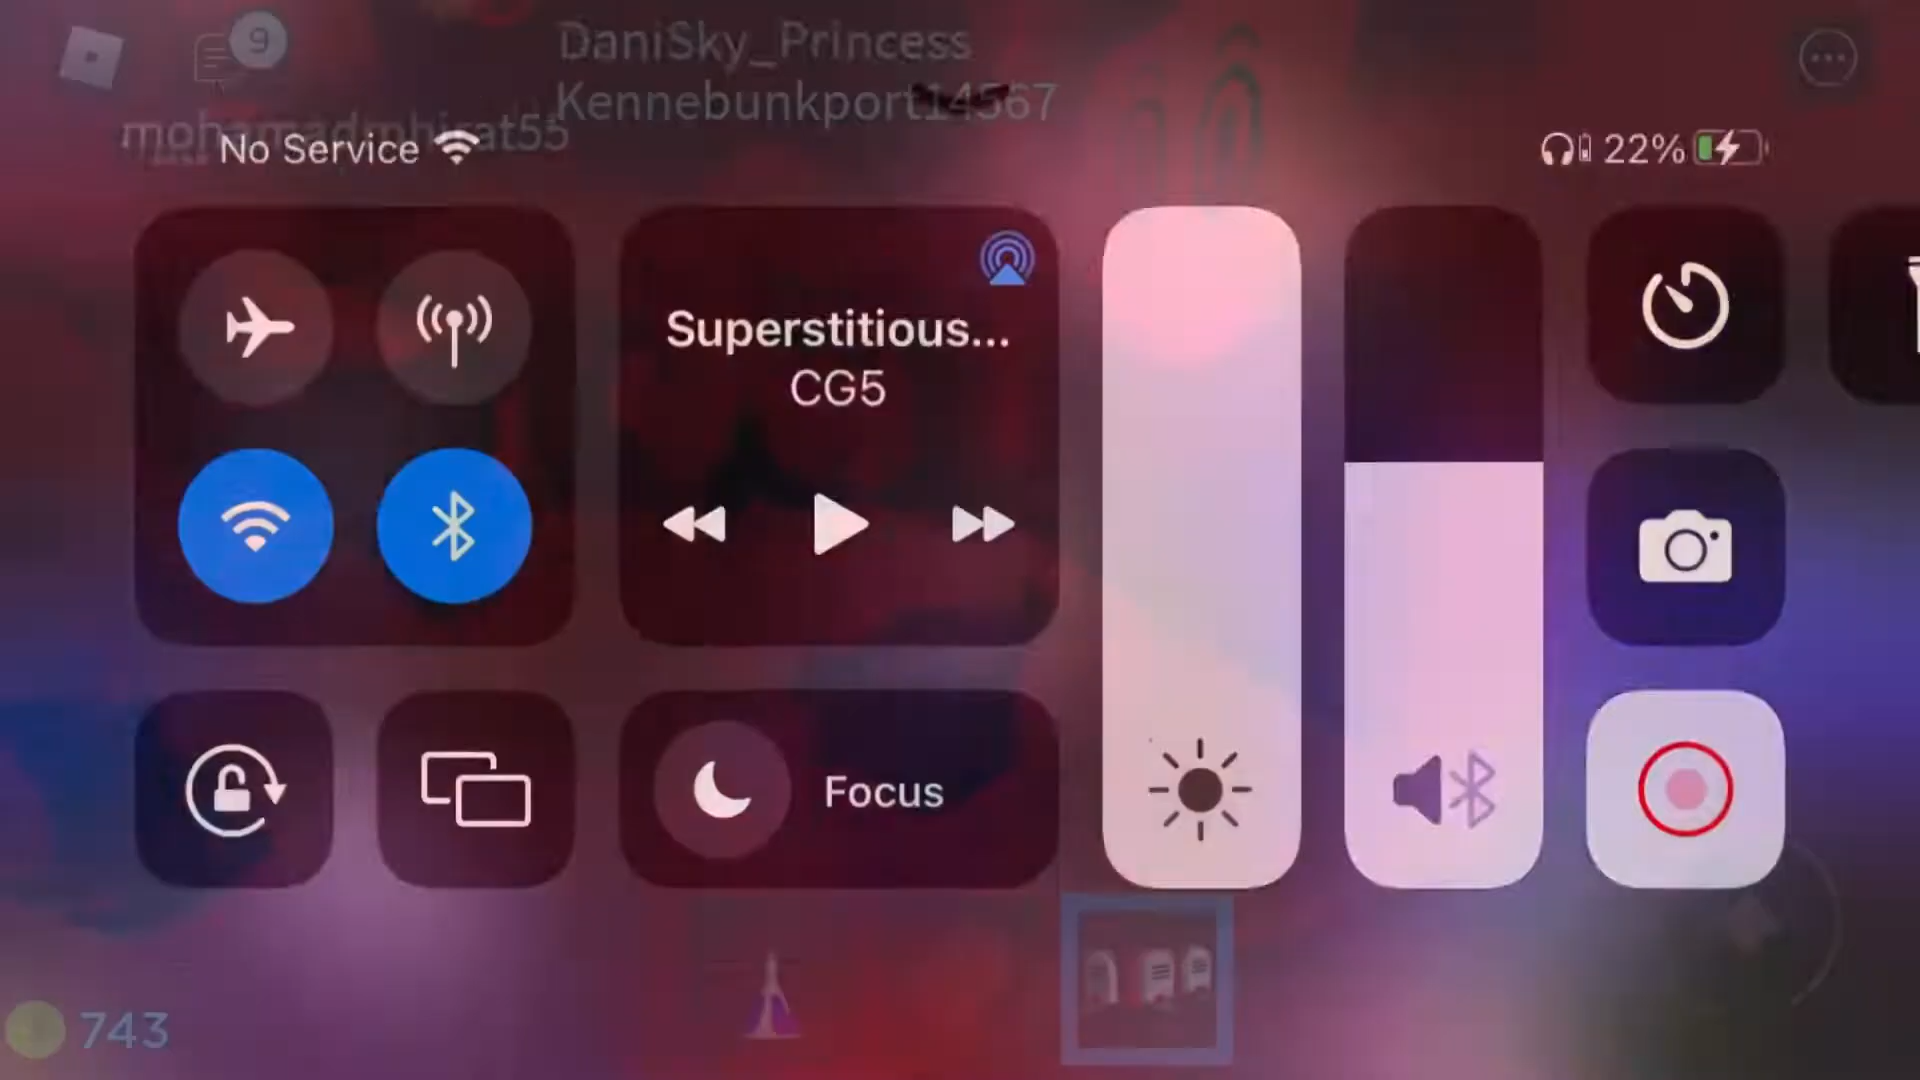 9
DaniSky_Princess
Kennebunkport14567
No Service
22%
Superstitious...
CG5
Focus
743